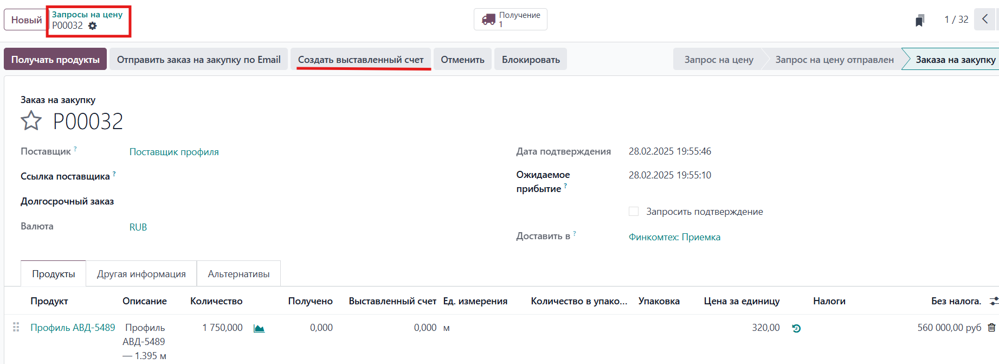 Новый
Запросы на цену
P00032
Получение
1
1 / 32
Получать продукты
Отправить заказ на закупку по Email
Создать выставленный счет
Отменить
Блокировать
Запрос на цену
Запрос на цену отправлен
Заказа на закупку
Заказ на закупку
P00032
Поставщик ?
Поставщик профиля
Ссылка поставщика ?
Долгосрочный заказ
Валюта
RUB
Дата подтверждения
28.02.2025 19:55:46
Ожидаемое
прибытие ?
28.02.2025 19:55:10
Запросить подтверждение
Доставить в ?
Финкомтех: Приемка
Продукты
Другая информация
Альтернативы
Продукт
Описание
Количество
Получено
Выставленный счет
Ед. измерения
Количество в упако...
Упаковка
Цена за единицу
Налоги
Без налога.
Профиль АВД-5489
Профиль
АВД-5489
— 1.395 м
1 750,000
0,000
0,000
м
320,00
560 000,00 руб